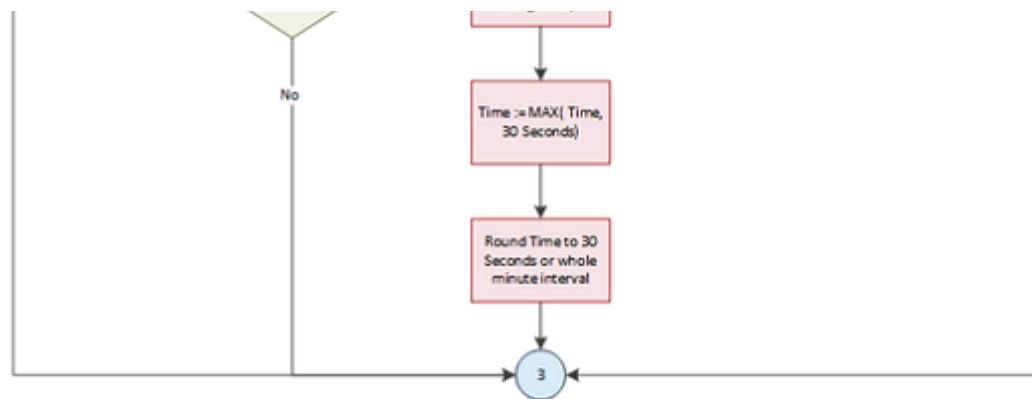 No
Time := MAX( Time,
30 Seconds)
Round Time to 30
Seconds or whole
minute interval
3